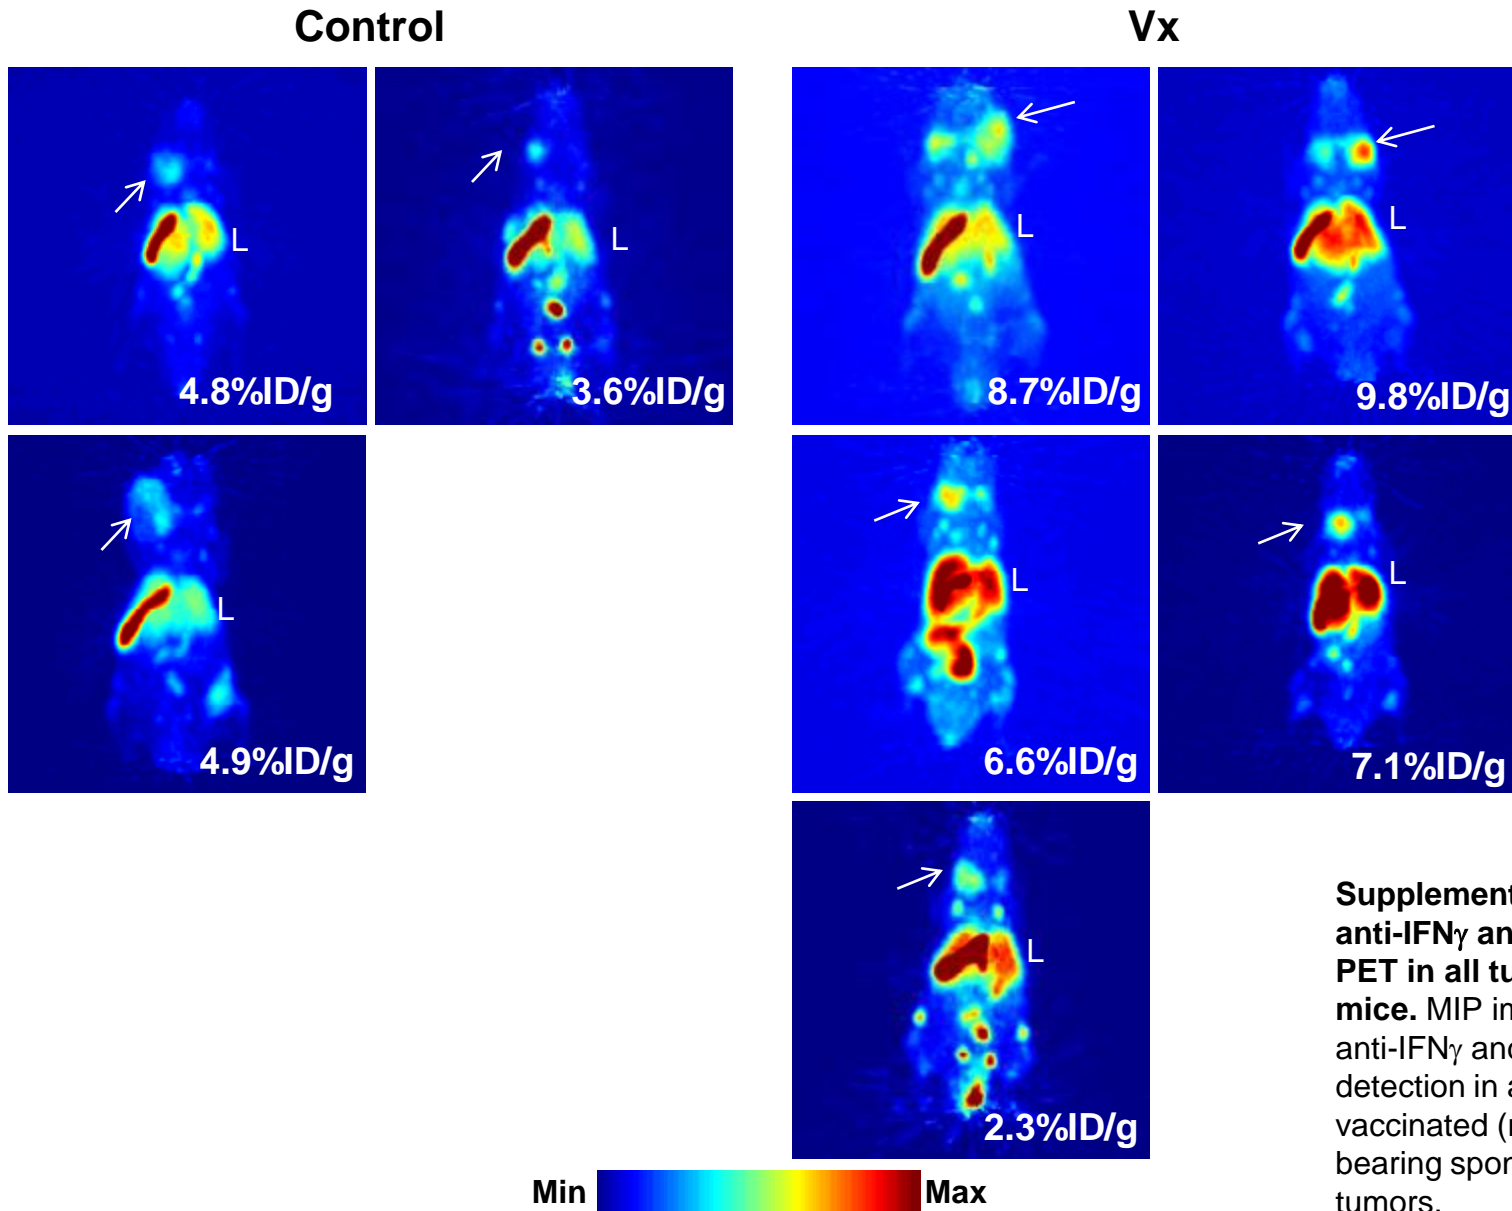 Control
Vx
L
L
L
L
4.8%ID/g
3.6%ID/g
8.7%ID/g
9.8%ID/g
L
L
L
4.9%ID/g
6.6%ID/g
7.1%ID/g
L
2.3%ID/g
Supplement
anti-IFNγ an
PET in all tu
mice. MIP in
anti-IFNγ and
detection in a
vaccinated (
bearing spon
tumors.
Min
Max